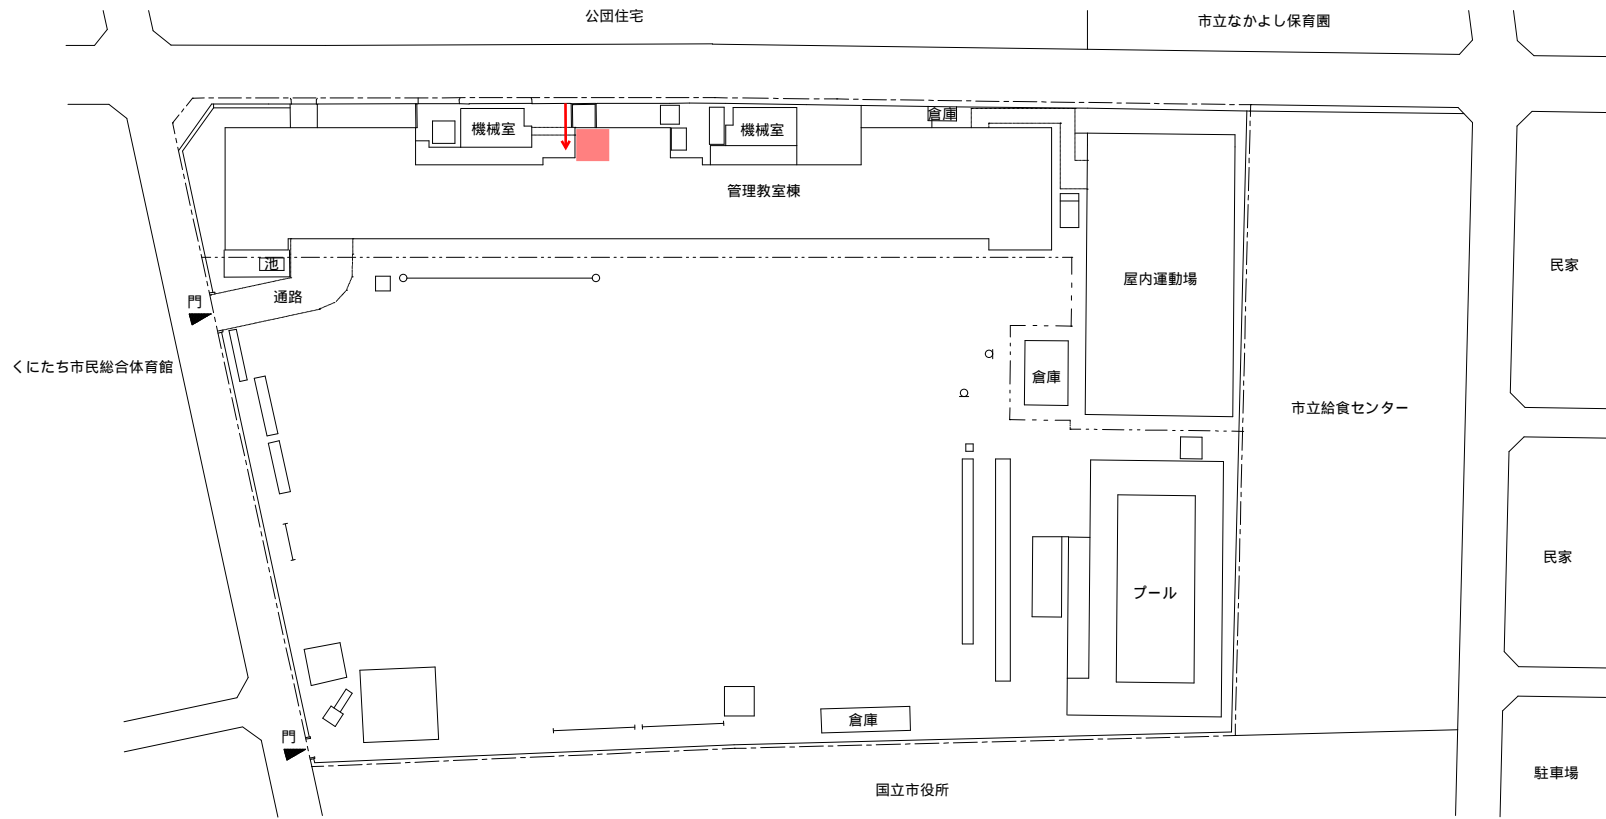 公団住宅
市立なかよし保育園
倉庫
機械室
機械室
管理教室棟
池
民家
屋内運動場
門
通路
くにたち市民総合体育館
倉庫
市立給食センター
民家
プール
倉庫
門
駐車場
国立市役所